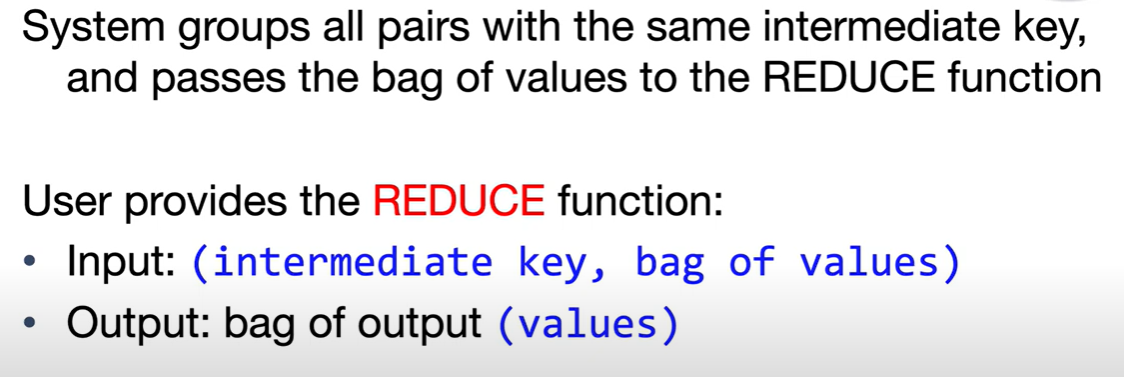 System groups all pairs with the same intermediate key,
and passes the bag of values to the REDUCE function
User provides the REDUCE function:
• Input: (intermediate key, bag of values)
• Output: bag of output (values)